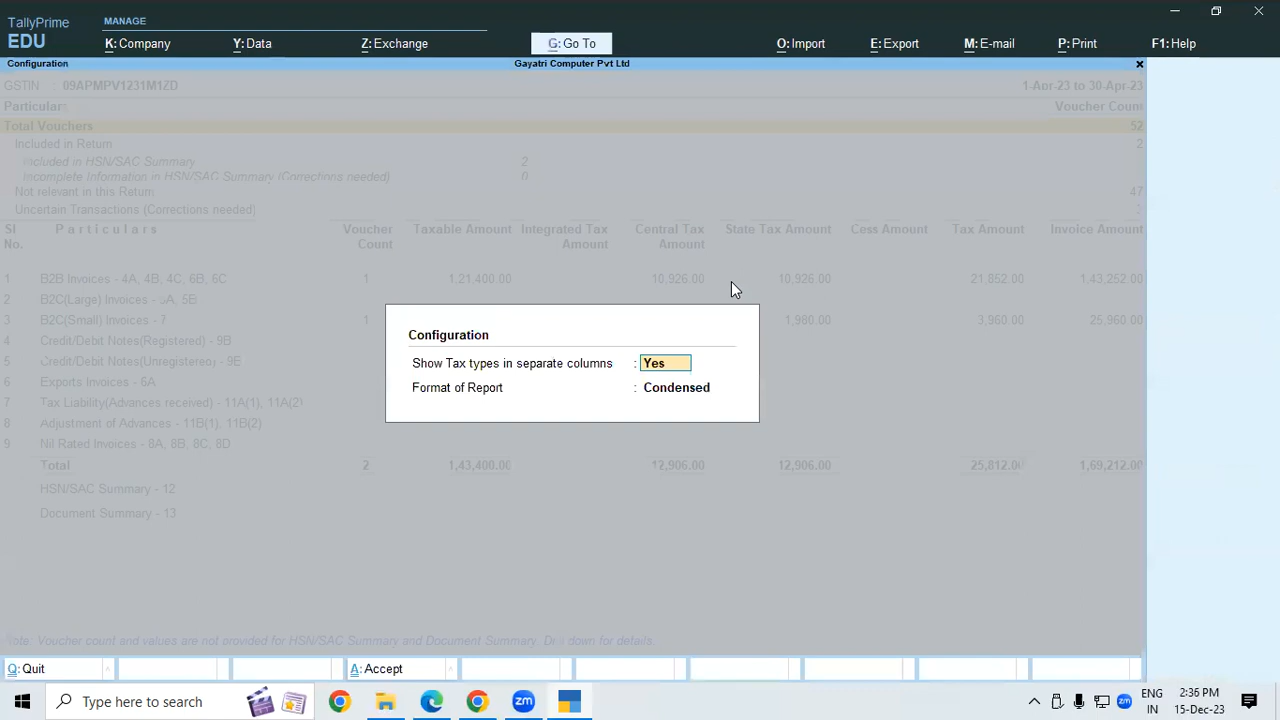 TallyPrime
EDU
MANAGE
K: Company
Y: Data
Z: Exchange
G: Go To
O: Import
E: Export
M: E-mail
P: Print
F1: Help
Configuration
Gayatri Computer Pvt Ltd
GSTIN : 09APMPV1231M1ZD
1-Apr-23 to 30-Apr-23
Particulars
Voucher Count
Total Vouchers 52
Included in Return 2
Included in HSN/SAC Summary 2
Incomplete Information in HSN/SAC Summary (Corrections needed) 0
Not relevant in this Return 47
Uncertain Transactions (Corrections needed)
Sl No. Particulars Voucher Count Taxable Amount Integrated Tax Amount Central Tax Amount State Tax Amount Cess Amount Tax Amount Invoice Amount
1 B2B Invoices - 4A, 4B, 4C, 6B, 6C 1 1,21,400.00 10,926.00 10,926.00 21,852.00 1,43,252.00
2 B2C(Large) Invoices - 5A, 5B
3 B2C(Small) Invoices - 7 1 1,980.00 3,960.00 25,960.00
4 Credit/Debit Notes(Registered) - 9B
5 Credit/Debit Notes(Unregistered) - 9B
6 Exports Invoices - 6A
7 Tax Liability(Advances received) - 11A(1), 11A(2)
8 Adjustment of Advances - 11B(1), 11B(2)
9 Nil Rated Invoices - 8A, 8B, 8C, 8D
Total 2 1,43,400.00 12,906.00 12,906.00 25,812.00 1,69,212.00
HSN/SAC Summary - 12
Document Summary - 13
Configuration
Show Tax types in separate columns : Yes
Format of Report : Condensed
Note: Voucher count and values are not provided for HSN/SAC Summary and Document Summary. Drill down for details.
Q: Quit
A: Accept
Type here to search
zm
zm
ENG
IN
2:36 PM
15-Dec-23